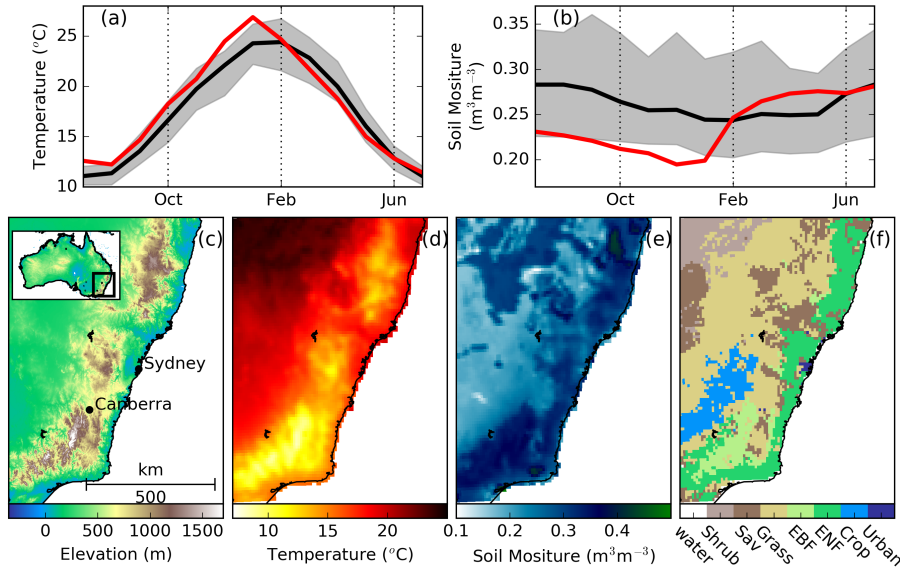 (a)
Temperature (°C)
25
20
15
10
Oct
Feb
Jun
(b)
Soil Mositure
(m³m⁻³)
0.35
0.30
0.25
0.20
Oct
Feb
Jun
(c)
Sydney
Canberra
km
500
0
500
1000
1500
Elevation (m)
(d)
10
15
20
Temperature (°C)
(e)
0.1
0.2
0.3
0.4
Soil Mositure (m³m⁻³)
(f)
water
Shrub
Sav
Grass
EBF
ENF
Crop
Urban